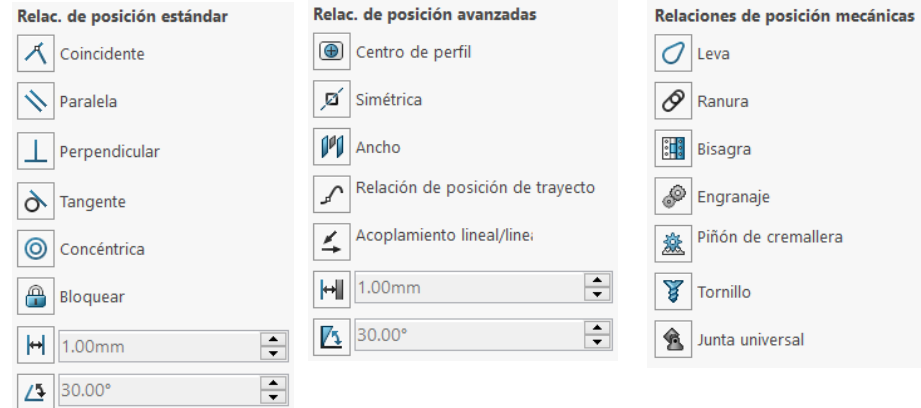 Relac. de posición estándar
Coincidente
Paralela
Perpendicular
Tangente
Concéntrica
Bloquear
1.00mm
30.00°
Relac. de posición avanzadas
Centro de perfil
Simétrica
Ancho
Relación de posición de trayecto
Acoplamiento lineal/line
1.00mm
30.00°
Relaciones de posición mecánicas
Leva
Ranura
Bisagra
Engranaje
Piñón de cremallera
Tornillo
Junta universal